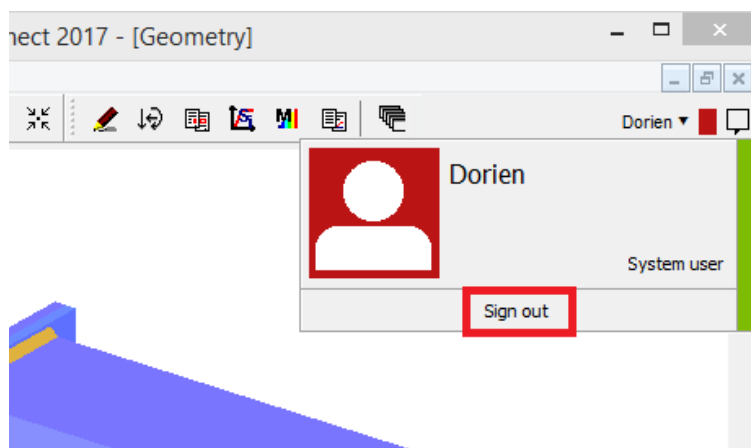 nect 2017 - [Geometry]
Dorien
Dorien
System user
Sign out